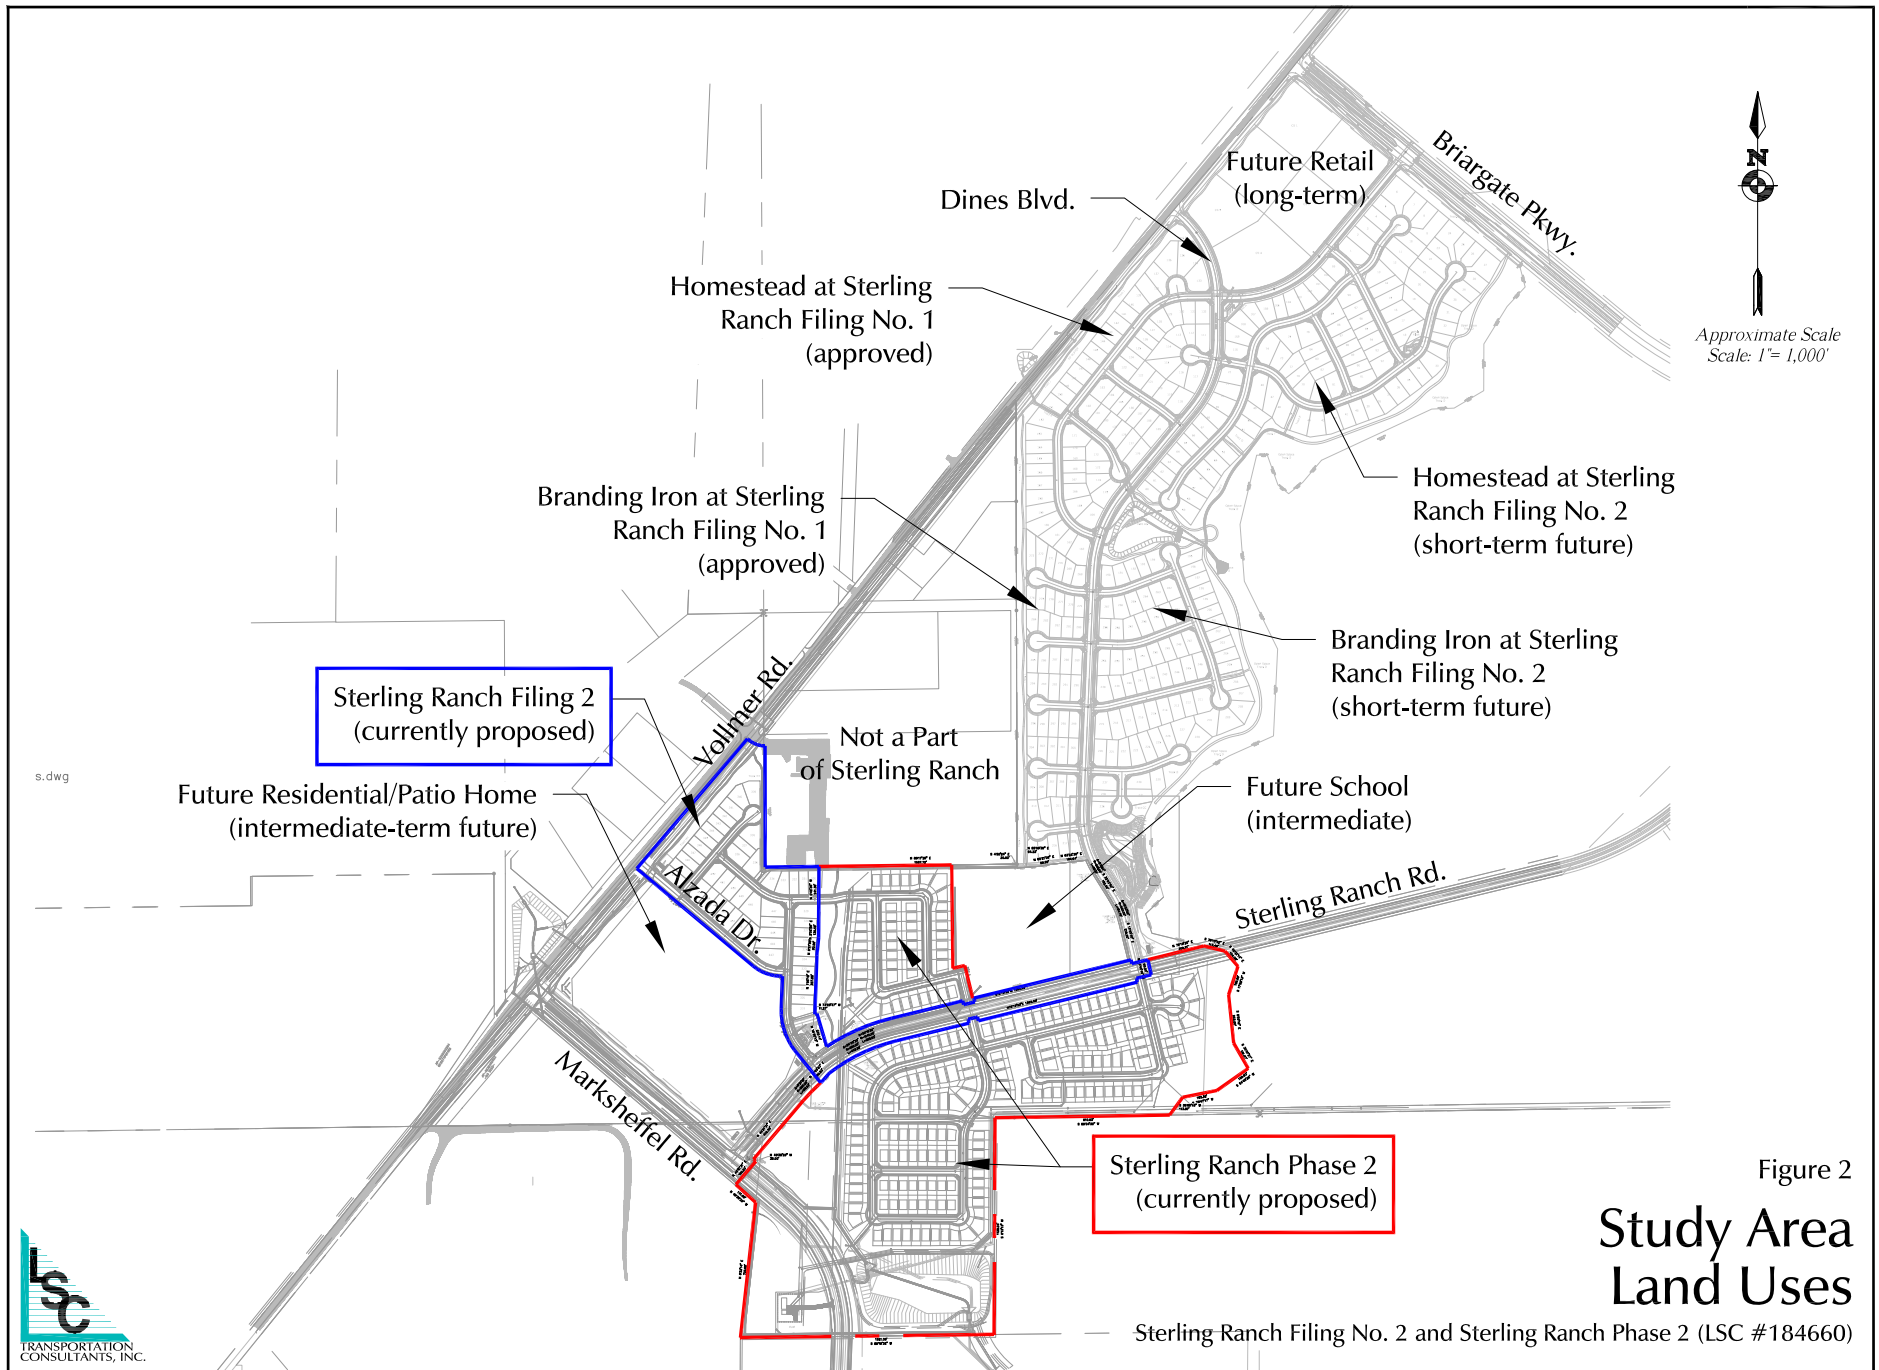 Future Retail
(long-term)
Briargate Pkwy.
Dines Blvd.
N
Approximate Scale
Scale: 1"= 1,000'
Homestead at Sterling
Ranch Filing No. 1
(approved)
Homestead at Sterling
Ranch Filing No. 2
(short-term future)
Branding Iron at Sterling
Ranch Filing No. 1
(approved)
Branding Iron at Sterling
Ranch Filing No. 2
(short-term future)
Sterling Ranch Filing 2
(currently proposed)
Vollmer Rd.
Not a Part
of Sterling Ranch
s.dwg
Future Residential/Patio Home
(intermediate-term future)
Future School
(intermediate)
Alzada Dr.
Sterling Ranch Rd.
Marksheffel Rd.
Sterling Ranch Phase 2
(currently proposed)
Figure 2
Study Area
Land Uses
Sterling Ranch Filing No. 2 and Sterling Ranch Phase 2 (LSC #184660)
LSC
TRANSPORTATION
CONSULTANTS, INC.